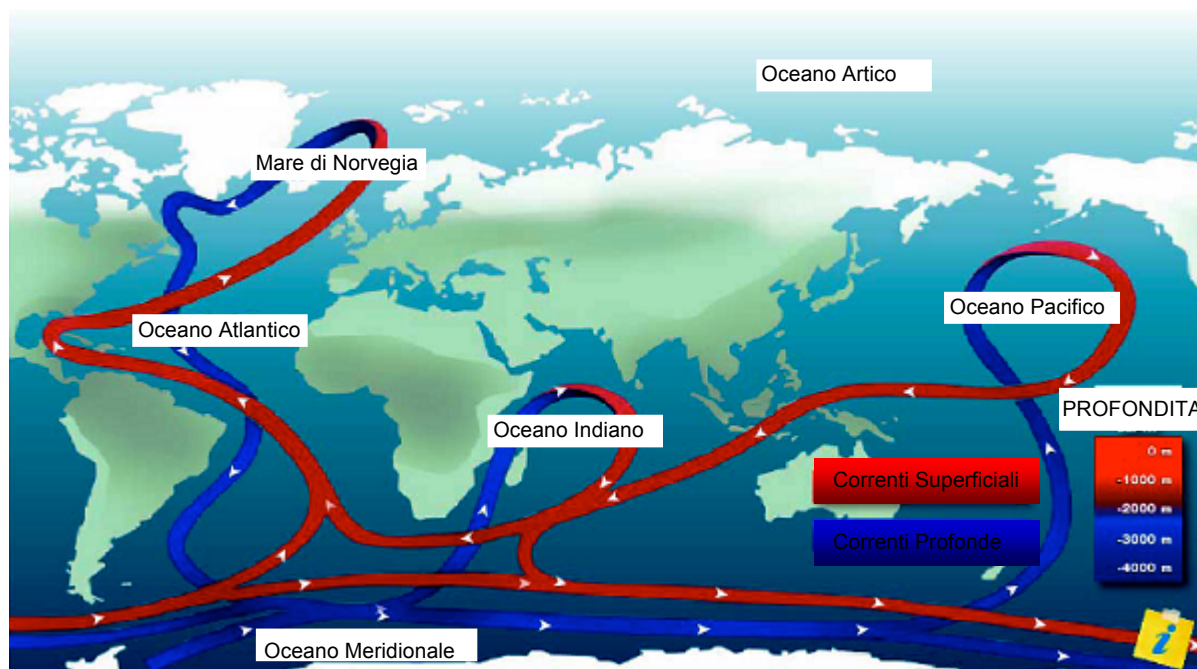 Oceano Artico
Mare di Norvegia
Oceano Pacifico
Oceano Atlantico
PROFONDITA
Oceano Indiano
0 m
-1000 m
Correnti Superficiali
-2000 m
-3000 m
Correnti Profonde
-4000 m
i
Oceano Meridionale